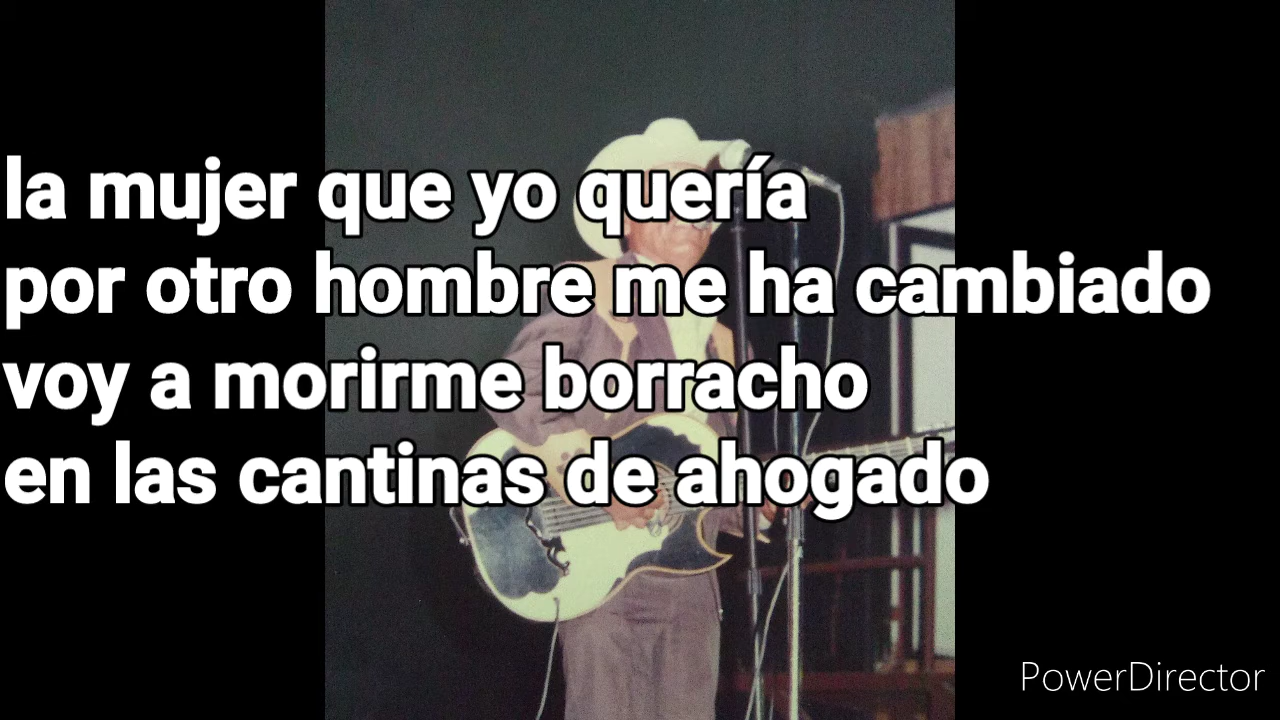 la mujer que yo quería
por otro hombre me ha cambiado
voy a morirme borracho
en las cantinas de ahogado
PowerDirector